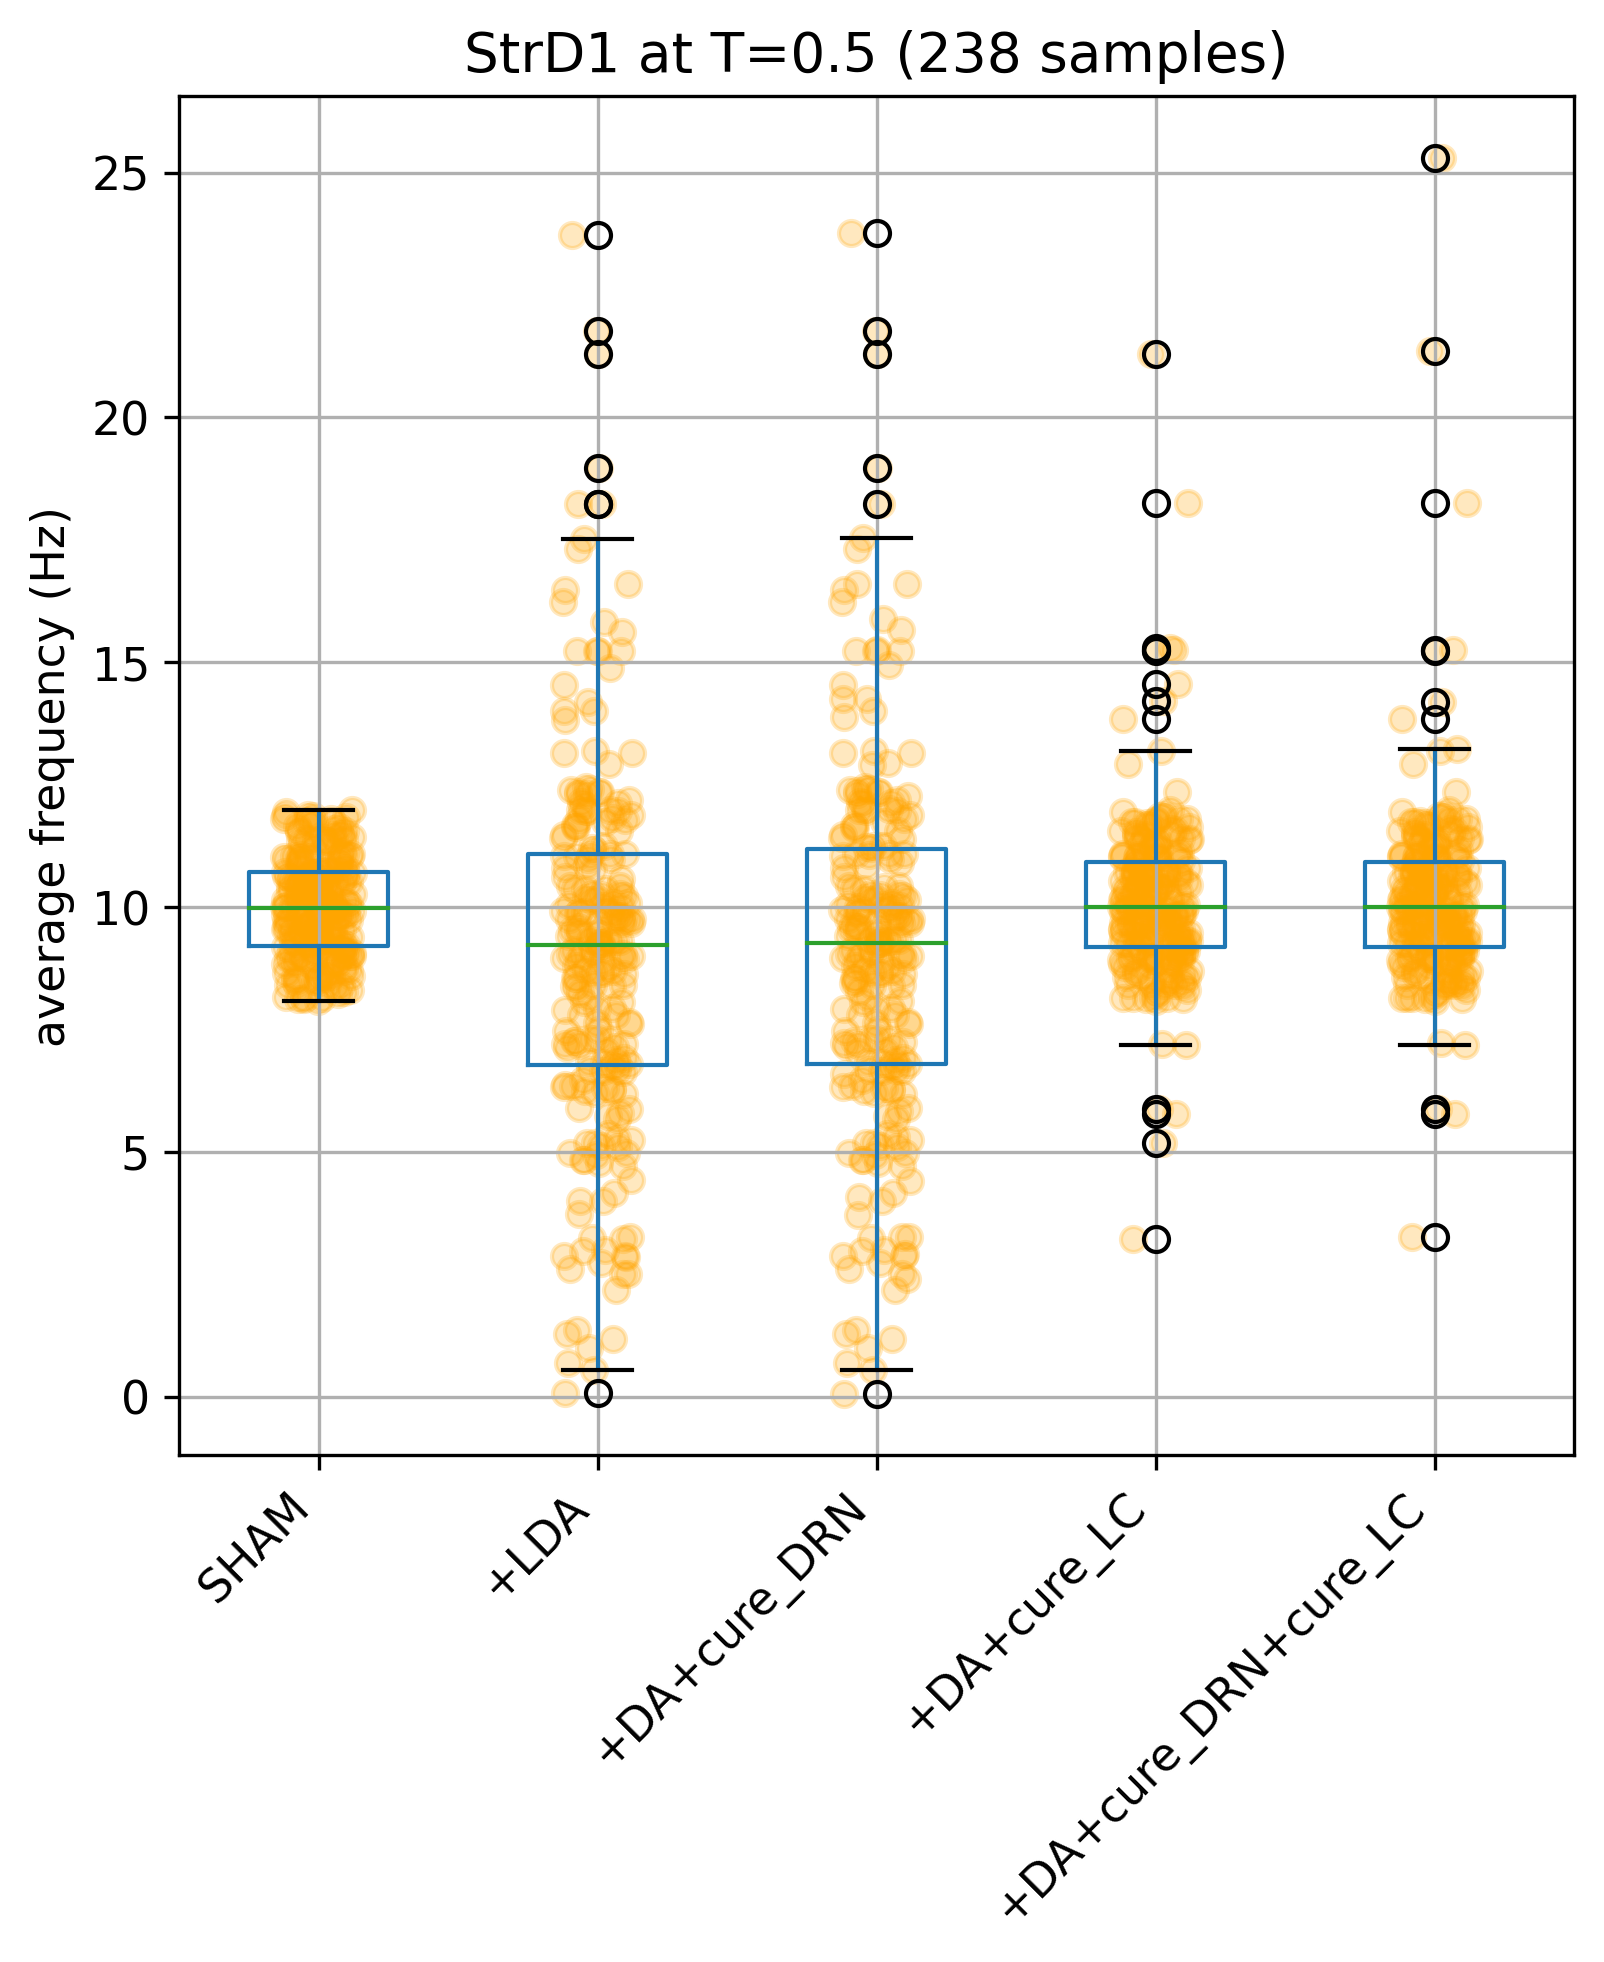 StrD1 at T=0.5 (238 samples)
average frequency (Hz)
25
20
15
10
5
0
SHAM
+LDA
+DA+cure_DRN
+DA+cure_LC
+DA+cure_DRN+cure_LC